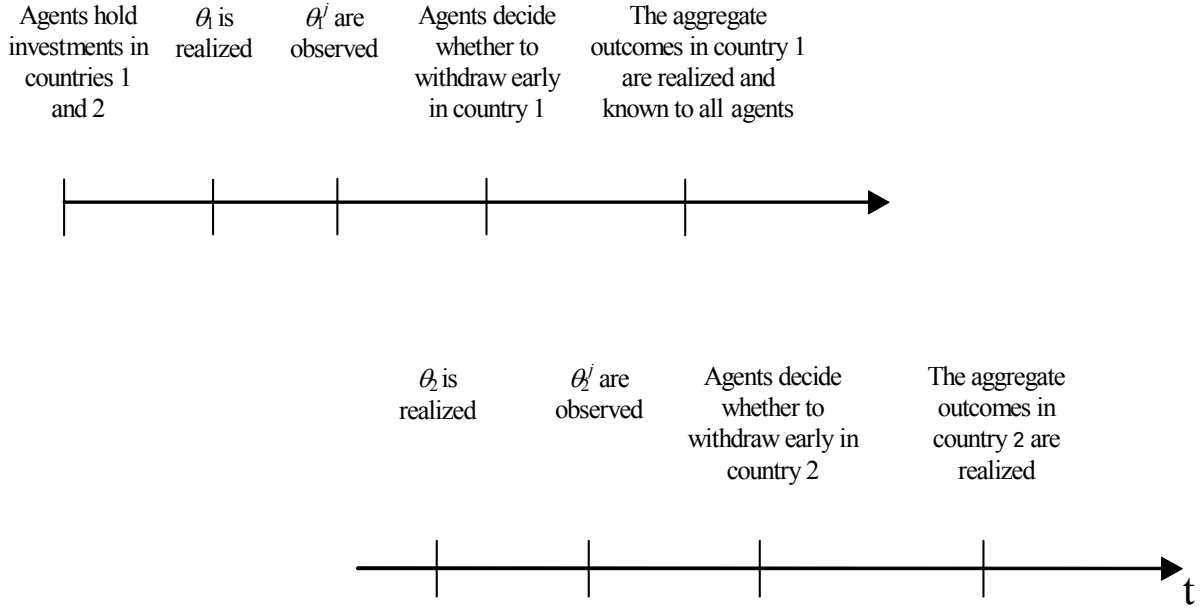 Agents hold
investments in
countries 1
and 2
θ₁ is
realized
θ₁ʲ are
observed
Agents decide
whether to
withdraw early
in country 1
The aggregate
outcomes in country 1
are realized and
known to all agents
θ₂ is
realized
θ₂ʲ are
observed
Agents decide
whether to
withdraw early in
country 2
The aggregate
outcomes in
country 2 are
realized
t